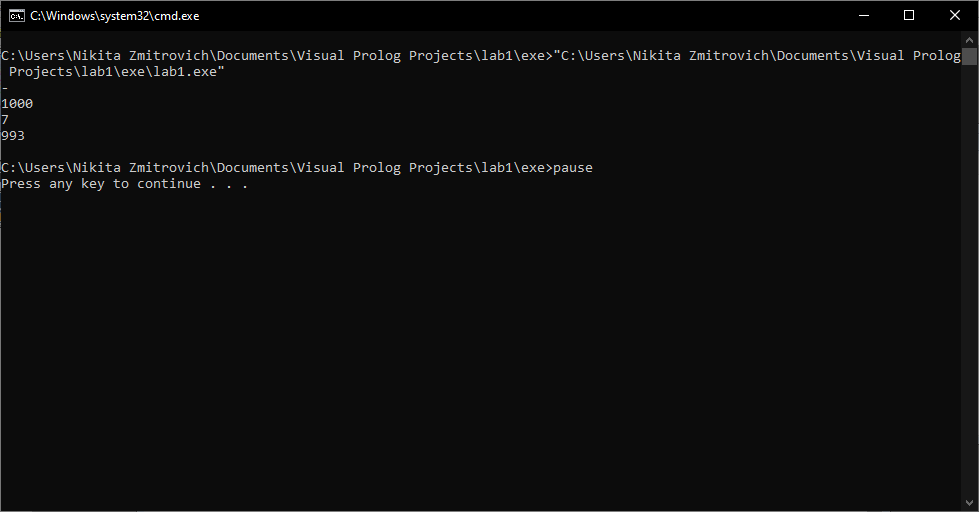 C:\Windows\system32\cmd.exe
C:\Users\Nikita Zmitrovich\Documents\Visual Prolog Projects\lab1\exe>"C:\Users\Nikita Zmitrovich\Documents\Visual Prolog
 Projects\lab1\exe\lab1.exe"
-
1000
7
993
C:\Users\Nikita Zmitrovich\Documents\Visual Prolog Projects\lab1\exe>pause
Press any key to continue . . .